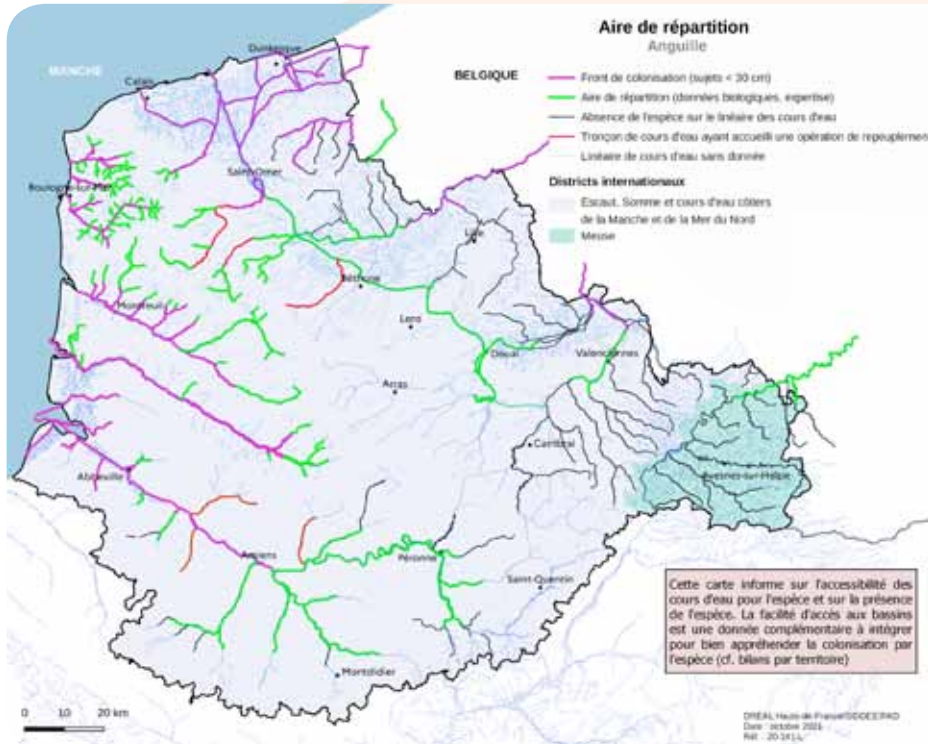 Aire de répartition
Anguille
MANCHE
BELGIQUE
Front de colonisation (sujets < 30 cm)
Aire de répartition (données biologiques, expertise)
Absence de l'espèce sur le linéaire des cours d'eau
Tronçon de cours d'eau ayant accueilli une opération de repeuplemen
Linéaire de cours d'eau sans donnée
Districts internationaux
Escaut, Somme et cours d'eau côtiers
de la Manche et de la Mer du Nord
Meuse
Dunkerque
Calais
Saint-Omer
Boulogne-sur-Mer
Lille
Béthune
Montreuil
Lens
Douai
Valenciennes
Arras
Cambrai
Avesnes-sur-Helpe
Abbeville
Amiens
Péronne
Saint-Quentin
Montdidier
Cette carte informe sur l'accessibilité des
cours d'eau pour l'espèce et sur la présence
de l'espèce. La facilité d'accès aux bassins
est une donnée complémentaire à intégrer
pour bien appréhender la colonisation par
l'espèce (cf. bilans par territoire)
0 10 20 km
DREAL Hauts-de-France
Date : octobre 2021